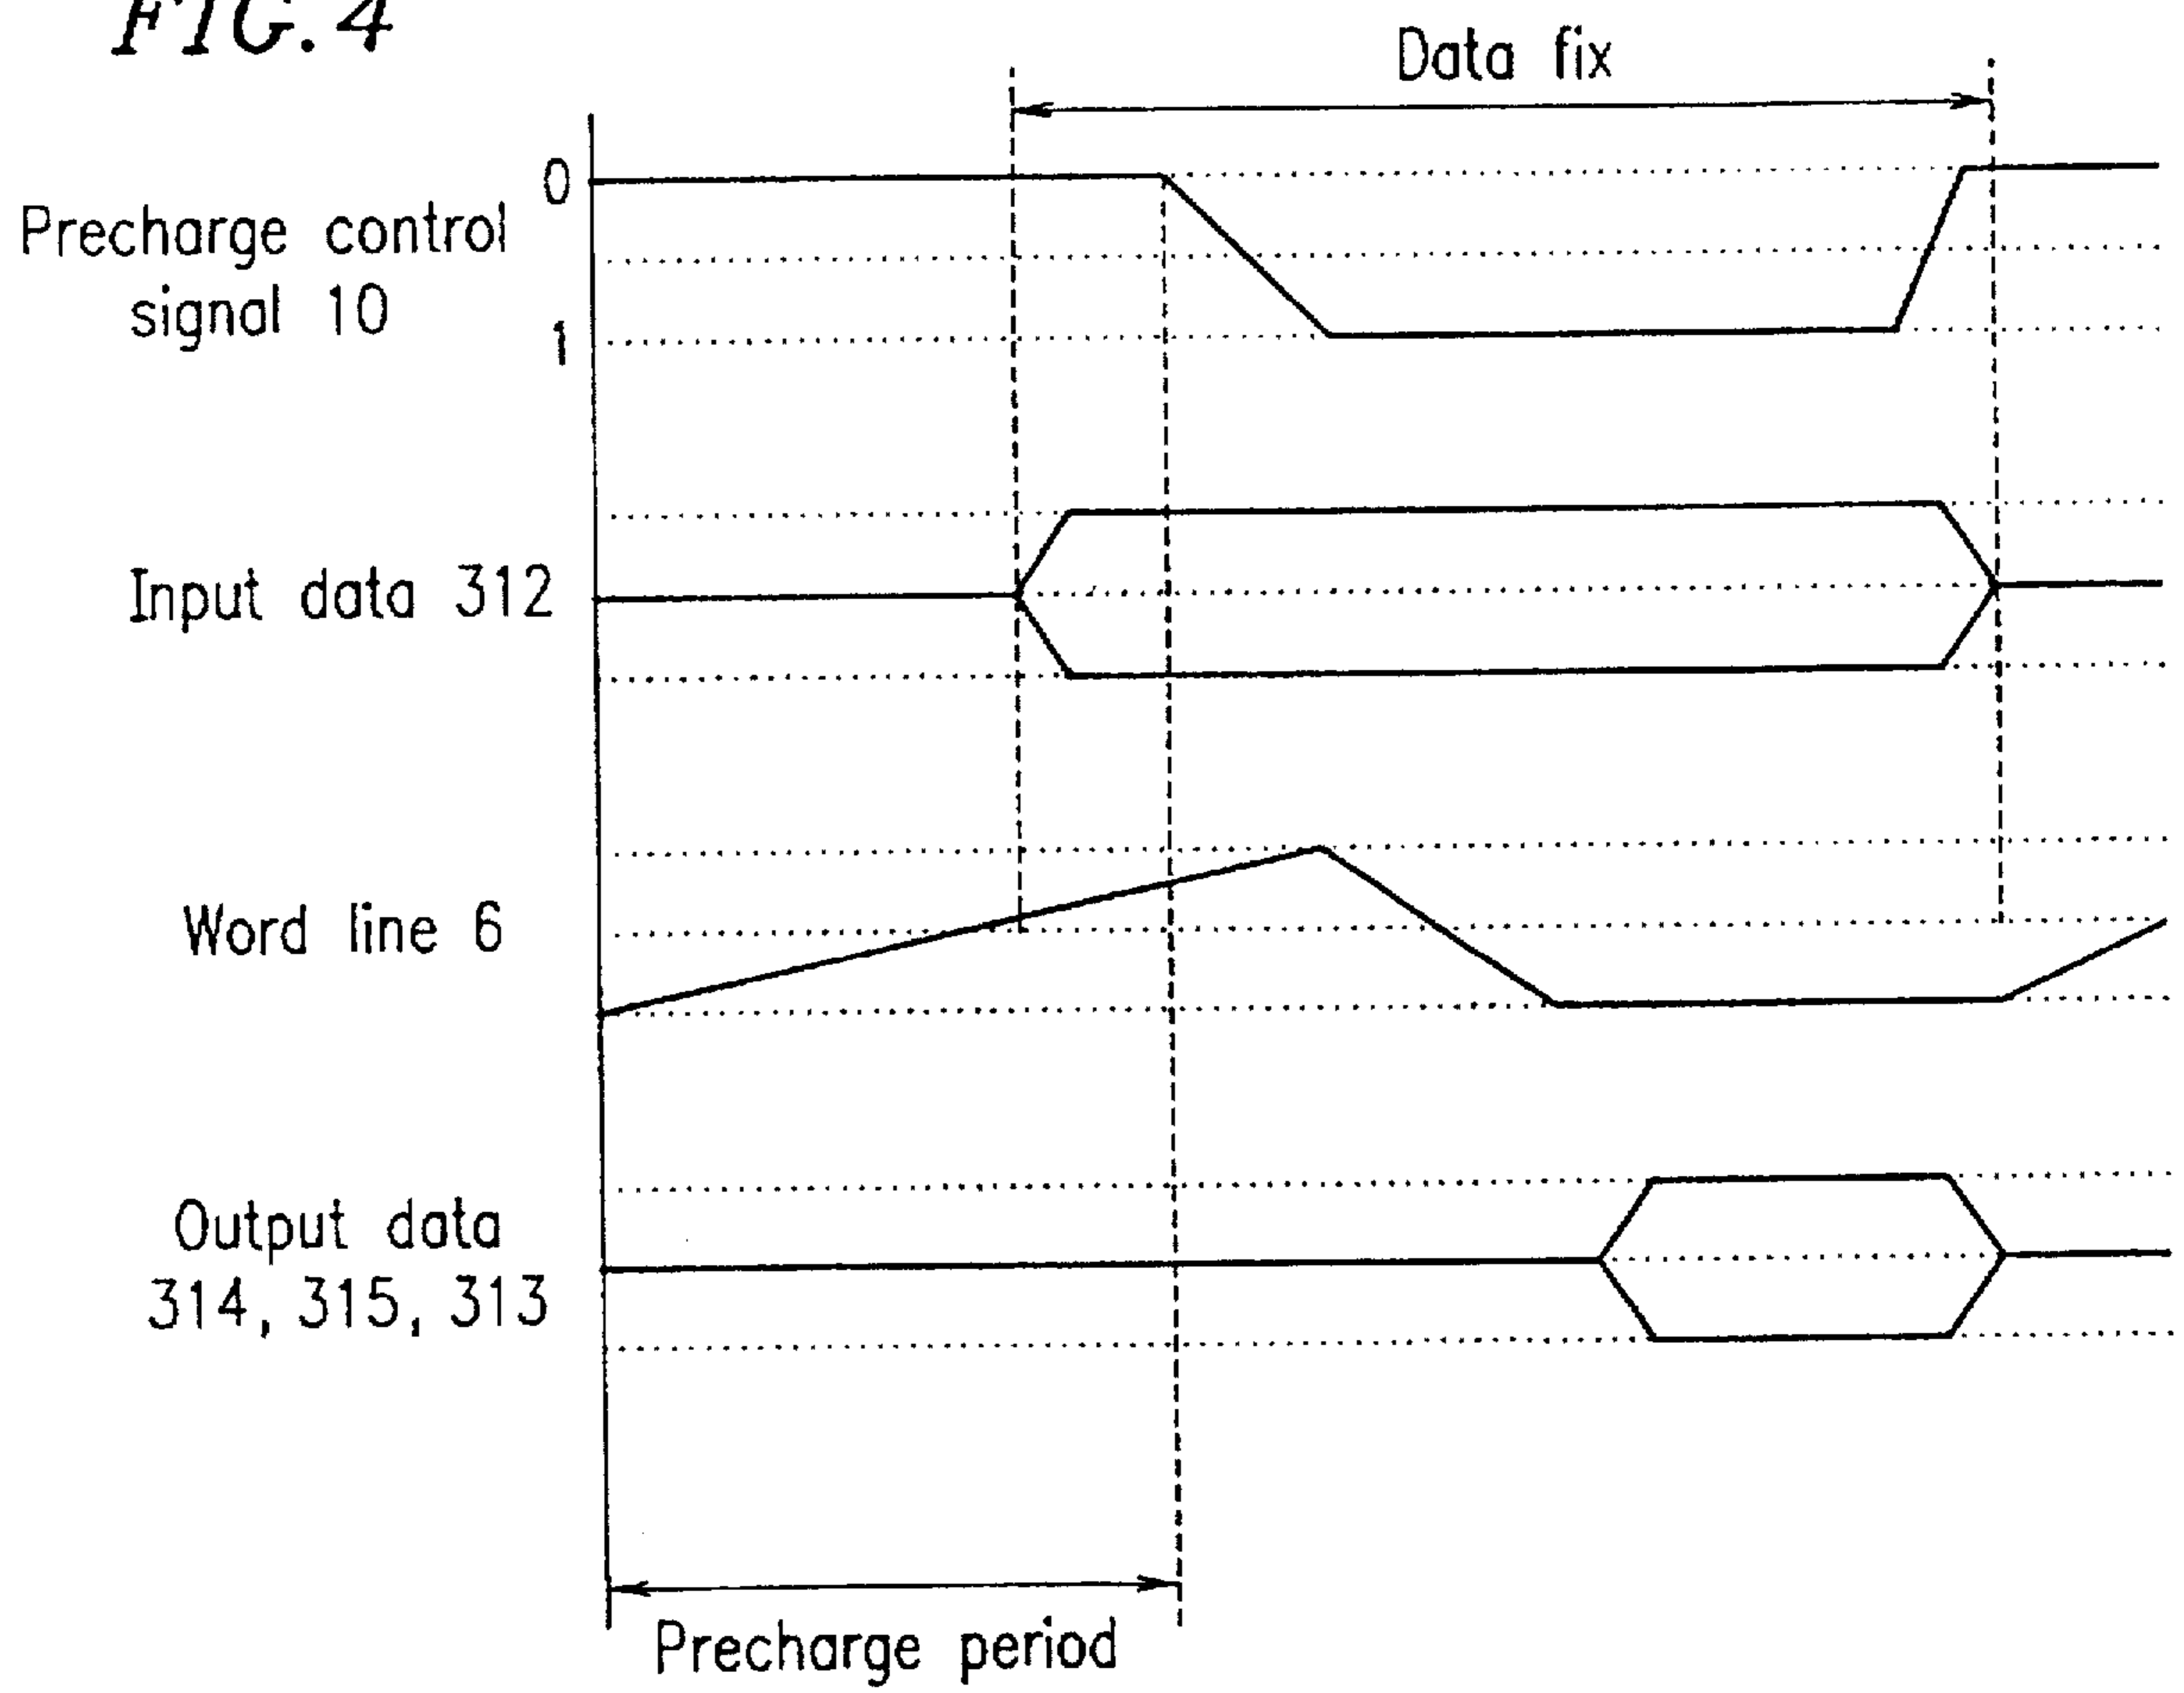 FIG. 4
Data fix
0
Precharge control
signal 10
1
Input data 312
Word line 6
Output data
314, 315, 313
Precharge period